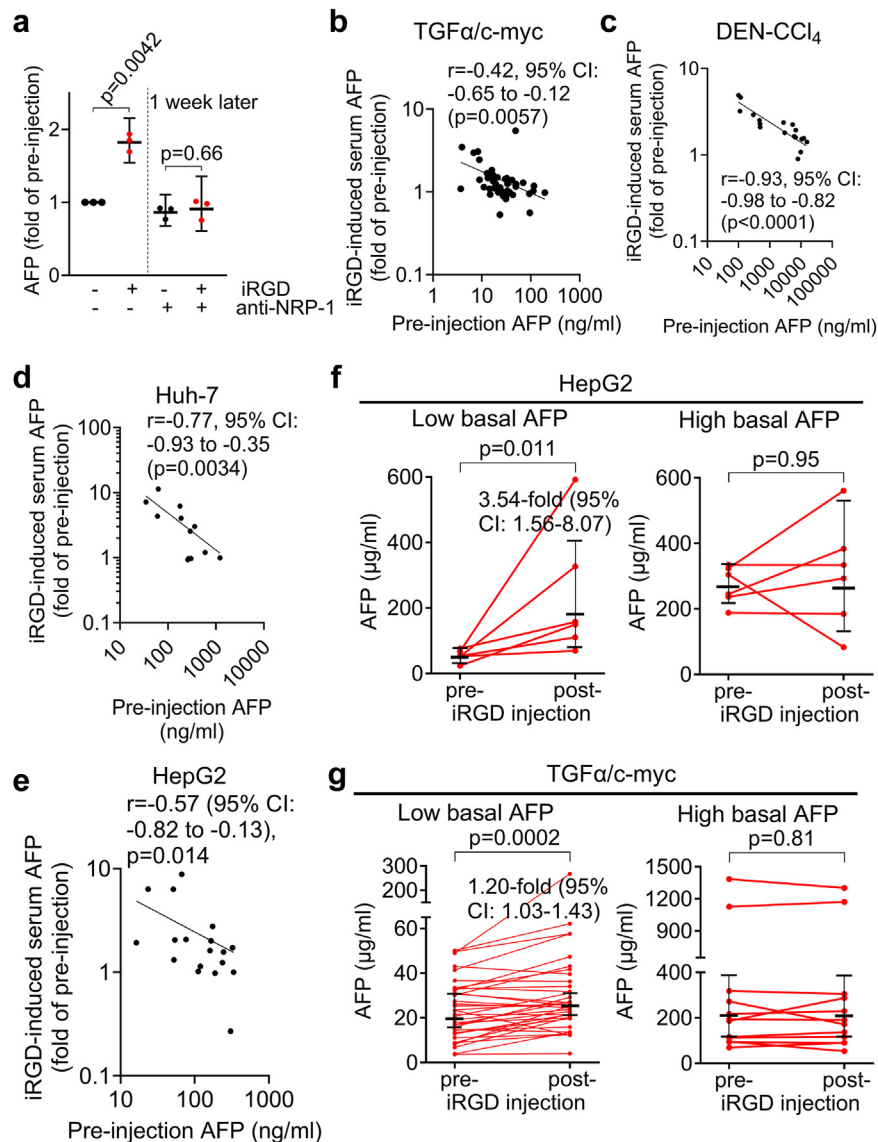 a
AFP (fold of pre-injection)
p=0.0042
1 week later
p=0.66
2
1
0
- + - + iRGD
- - + + anti-NRP-1
b
TGFα/c-myc
iRGD-induced serum AFP
(fold of pre-injection)
r=-0.42, 95% CI:
-0.65 to -0.12
(p=0.0057)
10
1
0.1
1 10 100 1000
Pre-injection AFP (ng/ml)
c
DEN-CCl4
iRGD-induced serum AFP
(fold of pre-injection)
10
1
0.1
r=-0.93, 95% CI:
-0.98 to -0.82
(p<0.0001)
10 100 1000 10000 100000
Pre-injection AFP (ng/ml)
d
Huh-7
r=-0.77, 95% CI:
-0.93 to -0.35
(p=0.0034)
iRGD-induced serum AFP
(fold of pre-injection)
100
10
1
0.1
10 100 1000 10000
Pre-injection AFP
(ng/ml)
e
HepG2
r=-0.57 (95% CI:
-0.82 to -0.13),
p=0.014
iRGD-induced serum AFP
(fold of pre-injection)
10
1
0.1
10 100 1000
Pre-injection AFP (ng/ml)
f
HepG2
Low basal AFP
p=0.011
3.54-fold (95%
CI: 1.56-8.07)
AFP (µg/ml)
600
400
200
0
pre- post-
iRGD injection
High basal AFP
p=0.95
AFP (µg/ml)
600
400
200
0
pre- post-
iRGD injection
g
TGFα/c-myc
Low basal AFP
p=0.0002
1.20-fold (95%
CI: 1.03-1.43)
AFP (µg/ml)
300
200
60
40
20
0
pre- post-
iRGD injection
High basal AFP
p=0.81
AFP (µg/ml)
1500
1200
900
400
200
0
pre- post-
iRGD injection